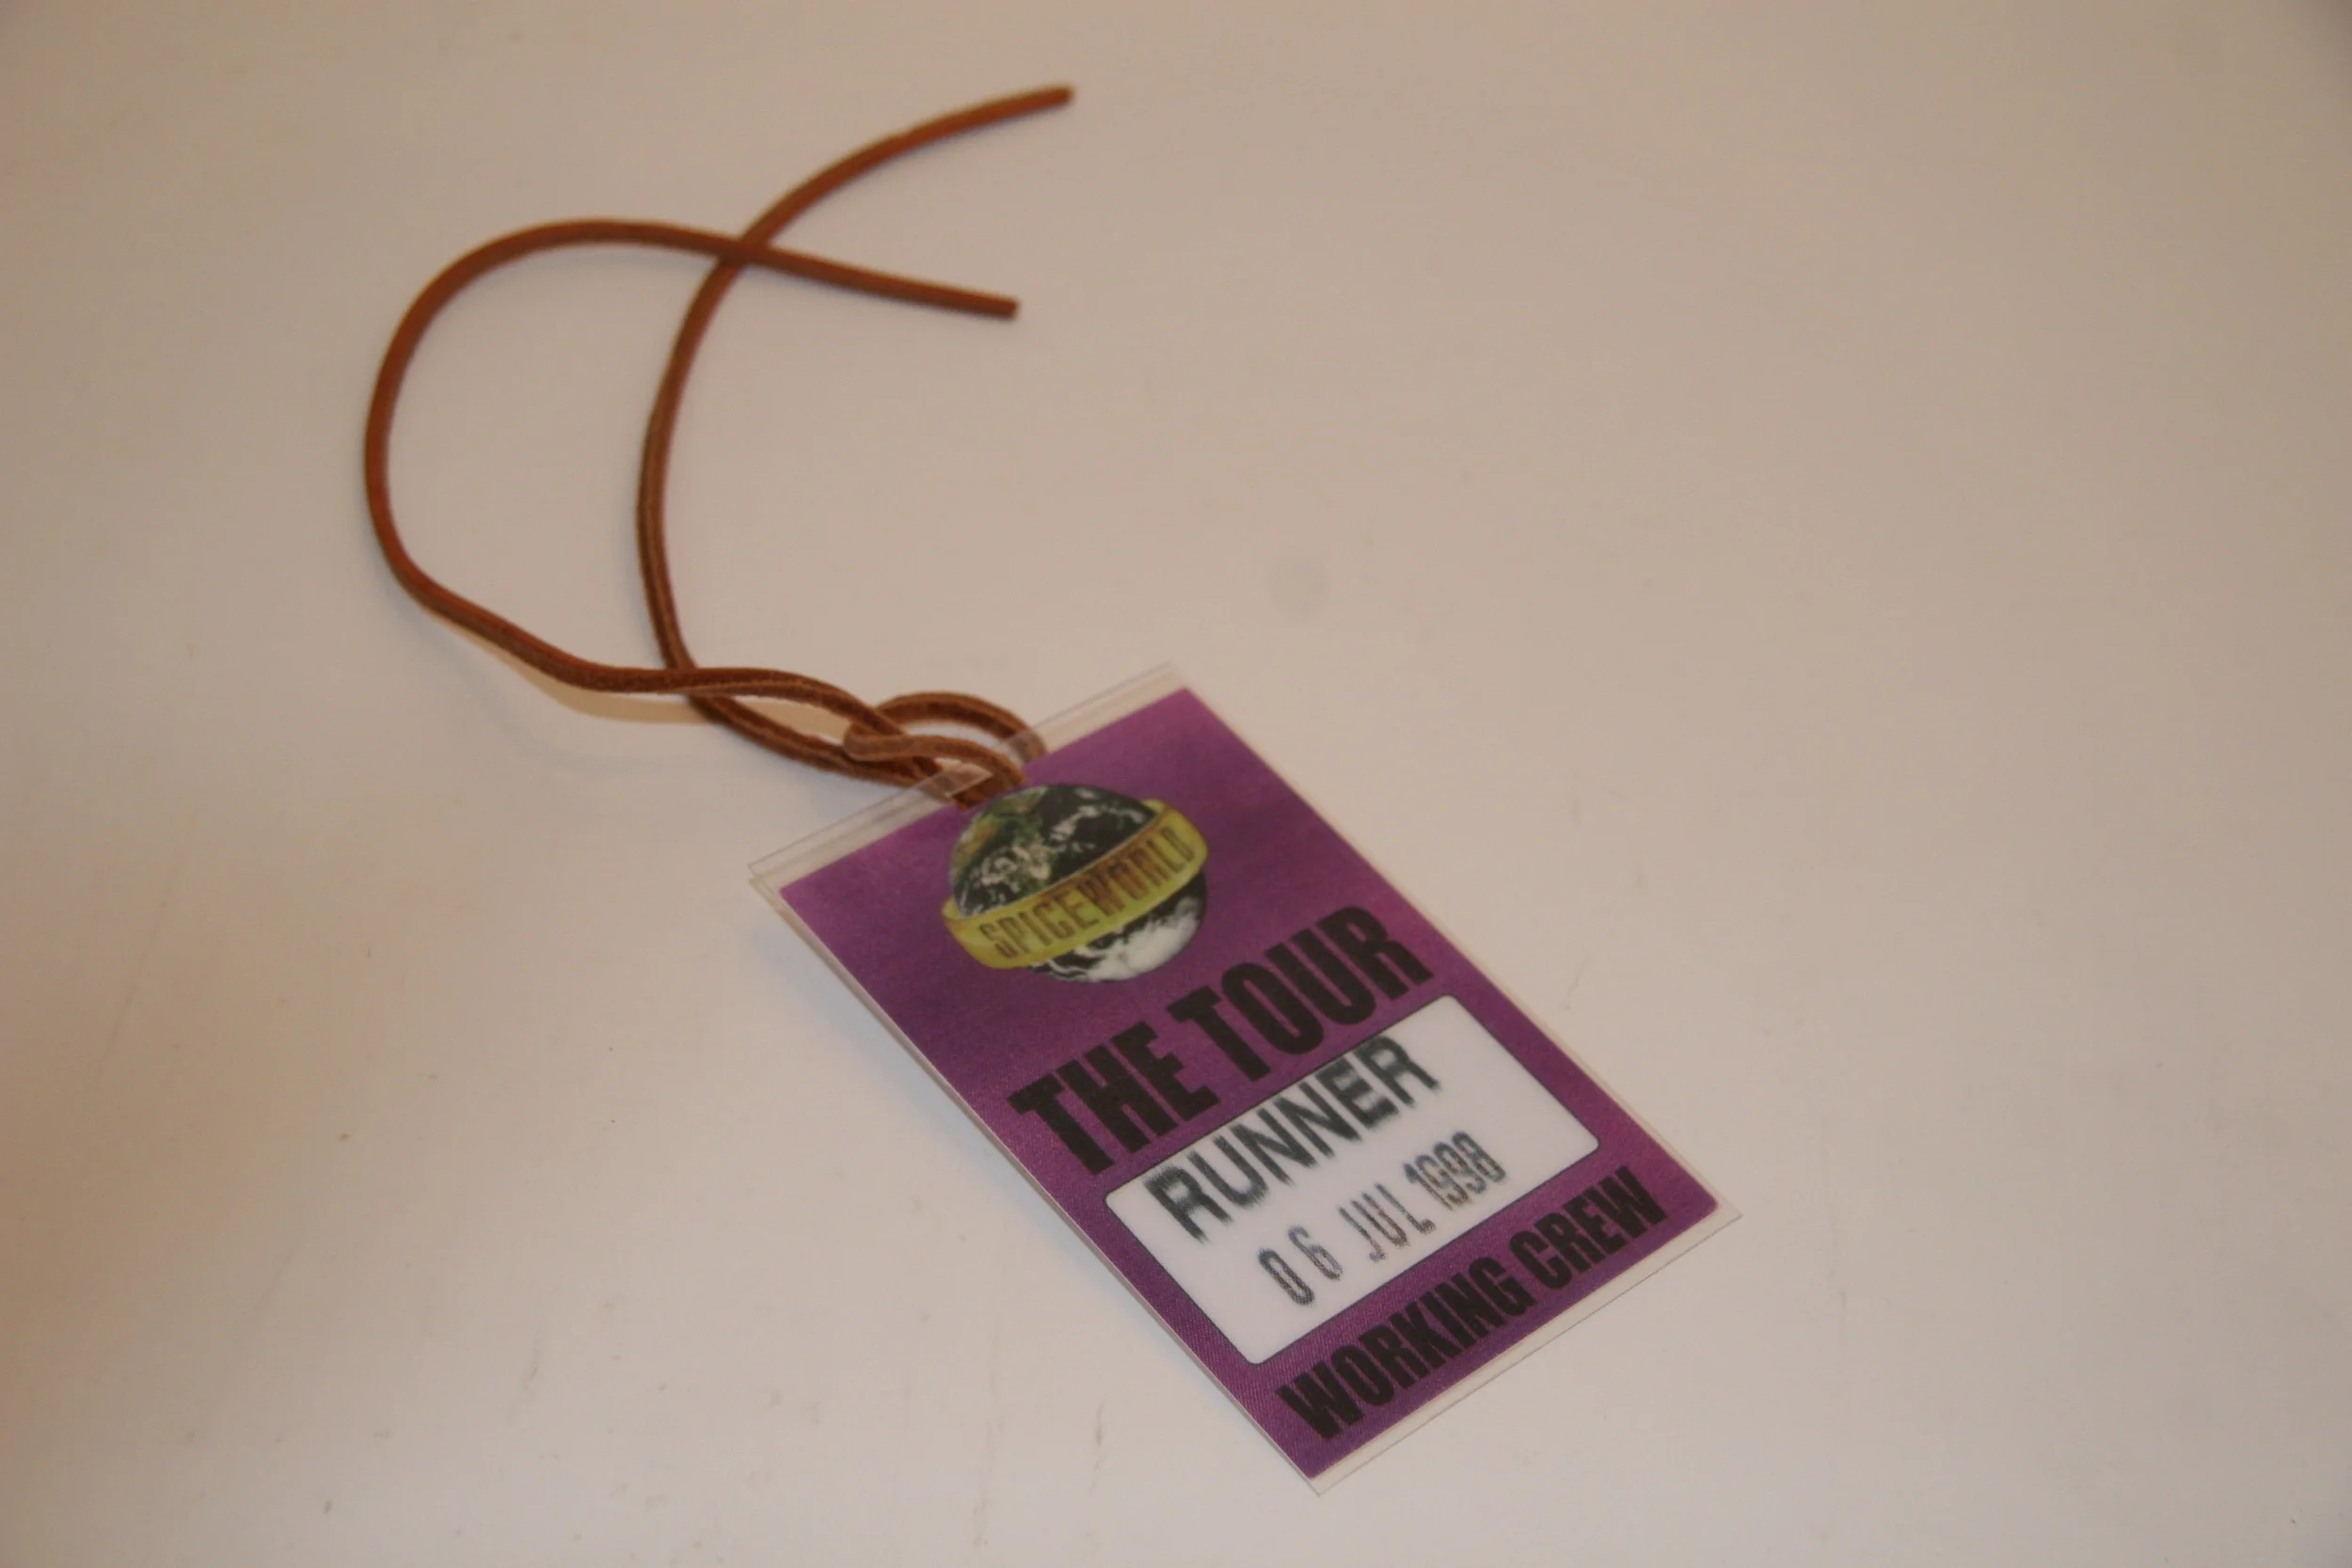 SPICEWORLD
THE TOUR
RUNNER
06 JUL 1998
WORKING CREW